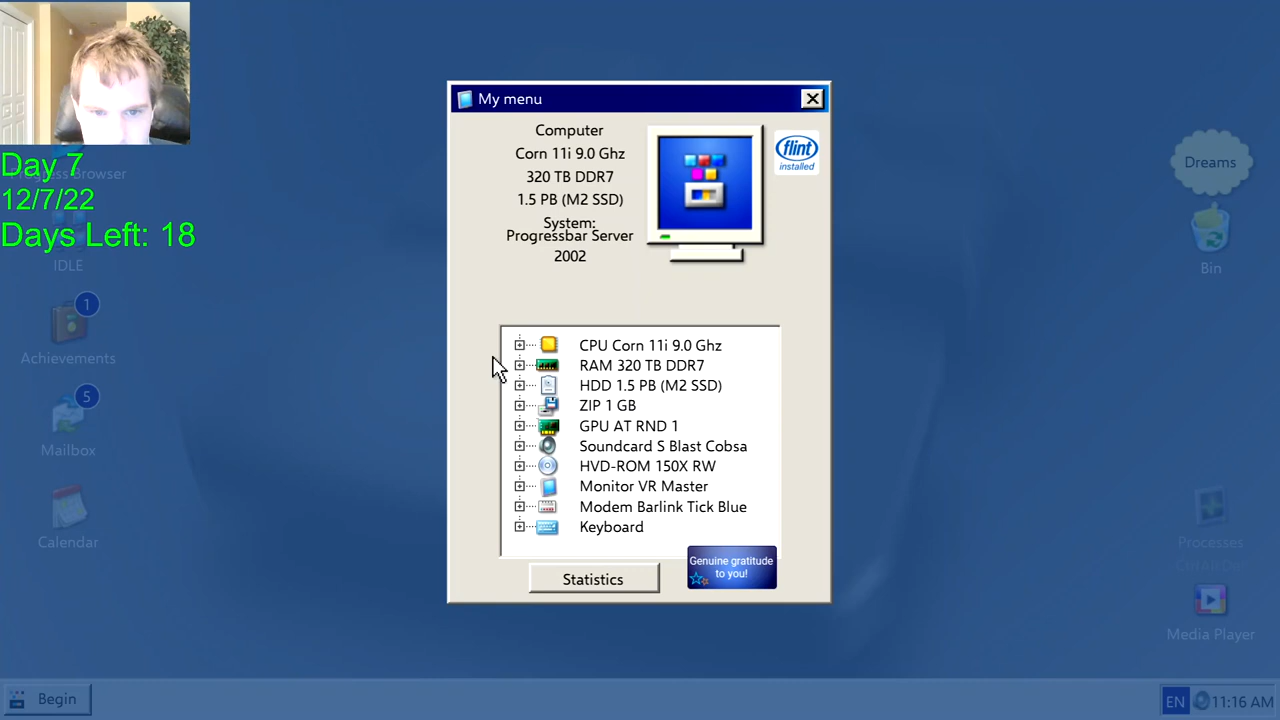 Day 7
12/7/22
Days Left: 18
Browser
IDLE
1
Achievements
5
Mailbox
Calendar
My menu
Computer
Corn 11i 9.0 Ghz
320 TB DDR7
1.5 PB (M2 SSD)
System:
Progressbar Server
2002
flint
installed
CPU Corn 11i 9.0 Ghz
RAM 320 TB DDR7
HDD 1.5 PB (M2 SSD)
ZIP 1 GB
GPU AT RND 1
Soundcard S Blast Cobsa
HVD-ROM 150X RW
Monitor VR Master
Modem Barlink Tick Blue
Keyboard
Statistics
Genuine gratitude
to you!
Dreams
Bin
Processes
Media Player
Begin
EN
11:16 AM